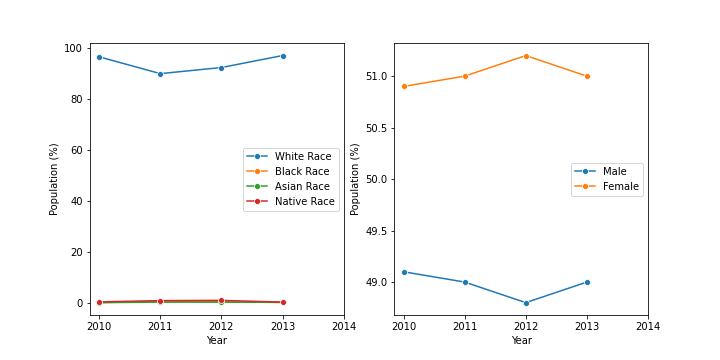 Population (%)
100
80
60
40
20
0
2010 2011 2012 2013 2014
Year
White Race
Black Race
Asian Race
Native Race
Population (%)
51.0
50.5
50.0
49.5
49.0
2010 2011 2012 2013 2014
Year
Male
Female